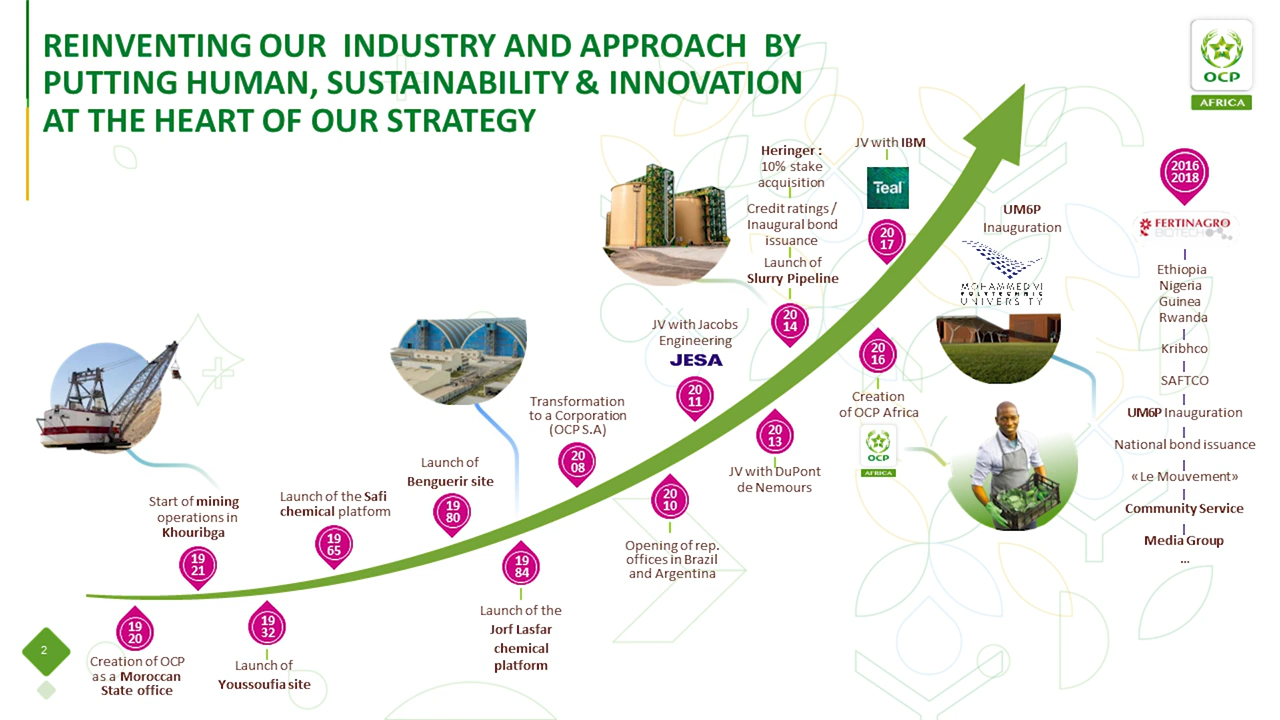 REINVENTING OUR INDUSTRY AND APPROACH BY
PUTTING HUMAN, SUSTAINABILITY & INNOVATION
AT THE HEART OF OUR STRATEGY
OCP
AFRICA
19
20
Creation of OCP
as a Moroccan
State office
Start of mining
operations in
Khouribga
19
21
19
32
Launch of
Youssoufia site
Launch of the Safi
chemical platform
19
65
Launch of
Benguerir site
19
80
19
84
Launch of the
Jorf Lasfar
chemical
platform
Transformation
to a Corporation
(OCP S.A)
20
08
20
10
Opening of rep.
offices in Brazil
and Argentina
JV with Jacobs
Engineering
JESA
20
11
20
13
JV with DuPont
de Nemours
Heringer :
10% stake
acquisition
Credit ratings /
Inaugural bond
issuance
Launch of
Slurry Pipeline
20
14
20
16
Creation
of OCP Africa
OCP
AFRICA
JV with IBM
Teal
20
17
UM6P
Inauguration
MOHAMMED VI
POLYTECHNIC
UNIVERSITY
2016
2018
FERTINAGRO
BIOTECH
Ethiopia
Nigeria
Guinea
Rwanda
Kribhco
SAFTCO
UM6P Inauguration
National bond issuance
« Le Mouvement»
Community Service
Media Group
...
2